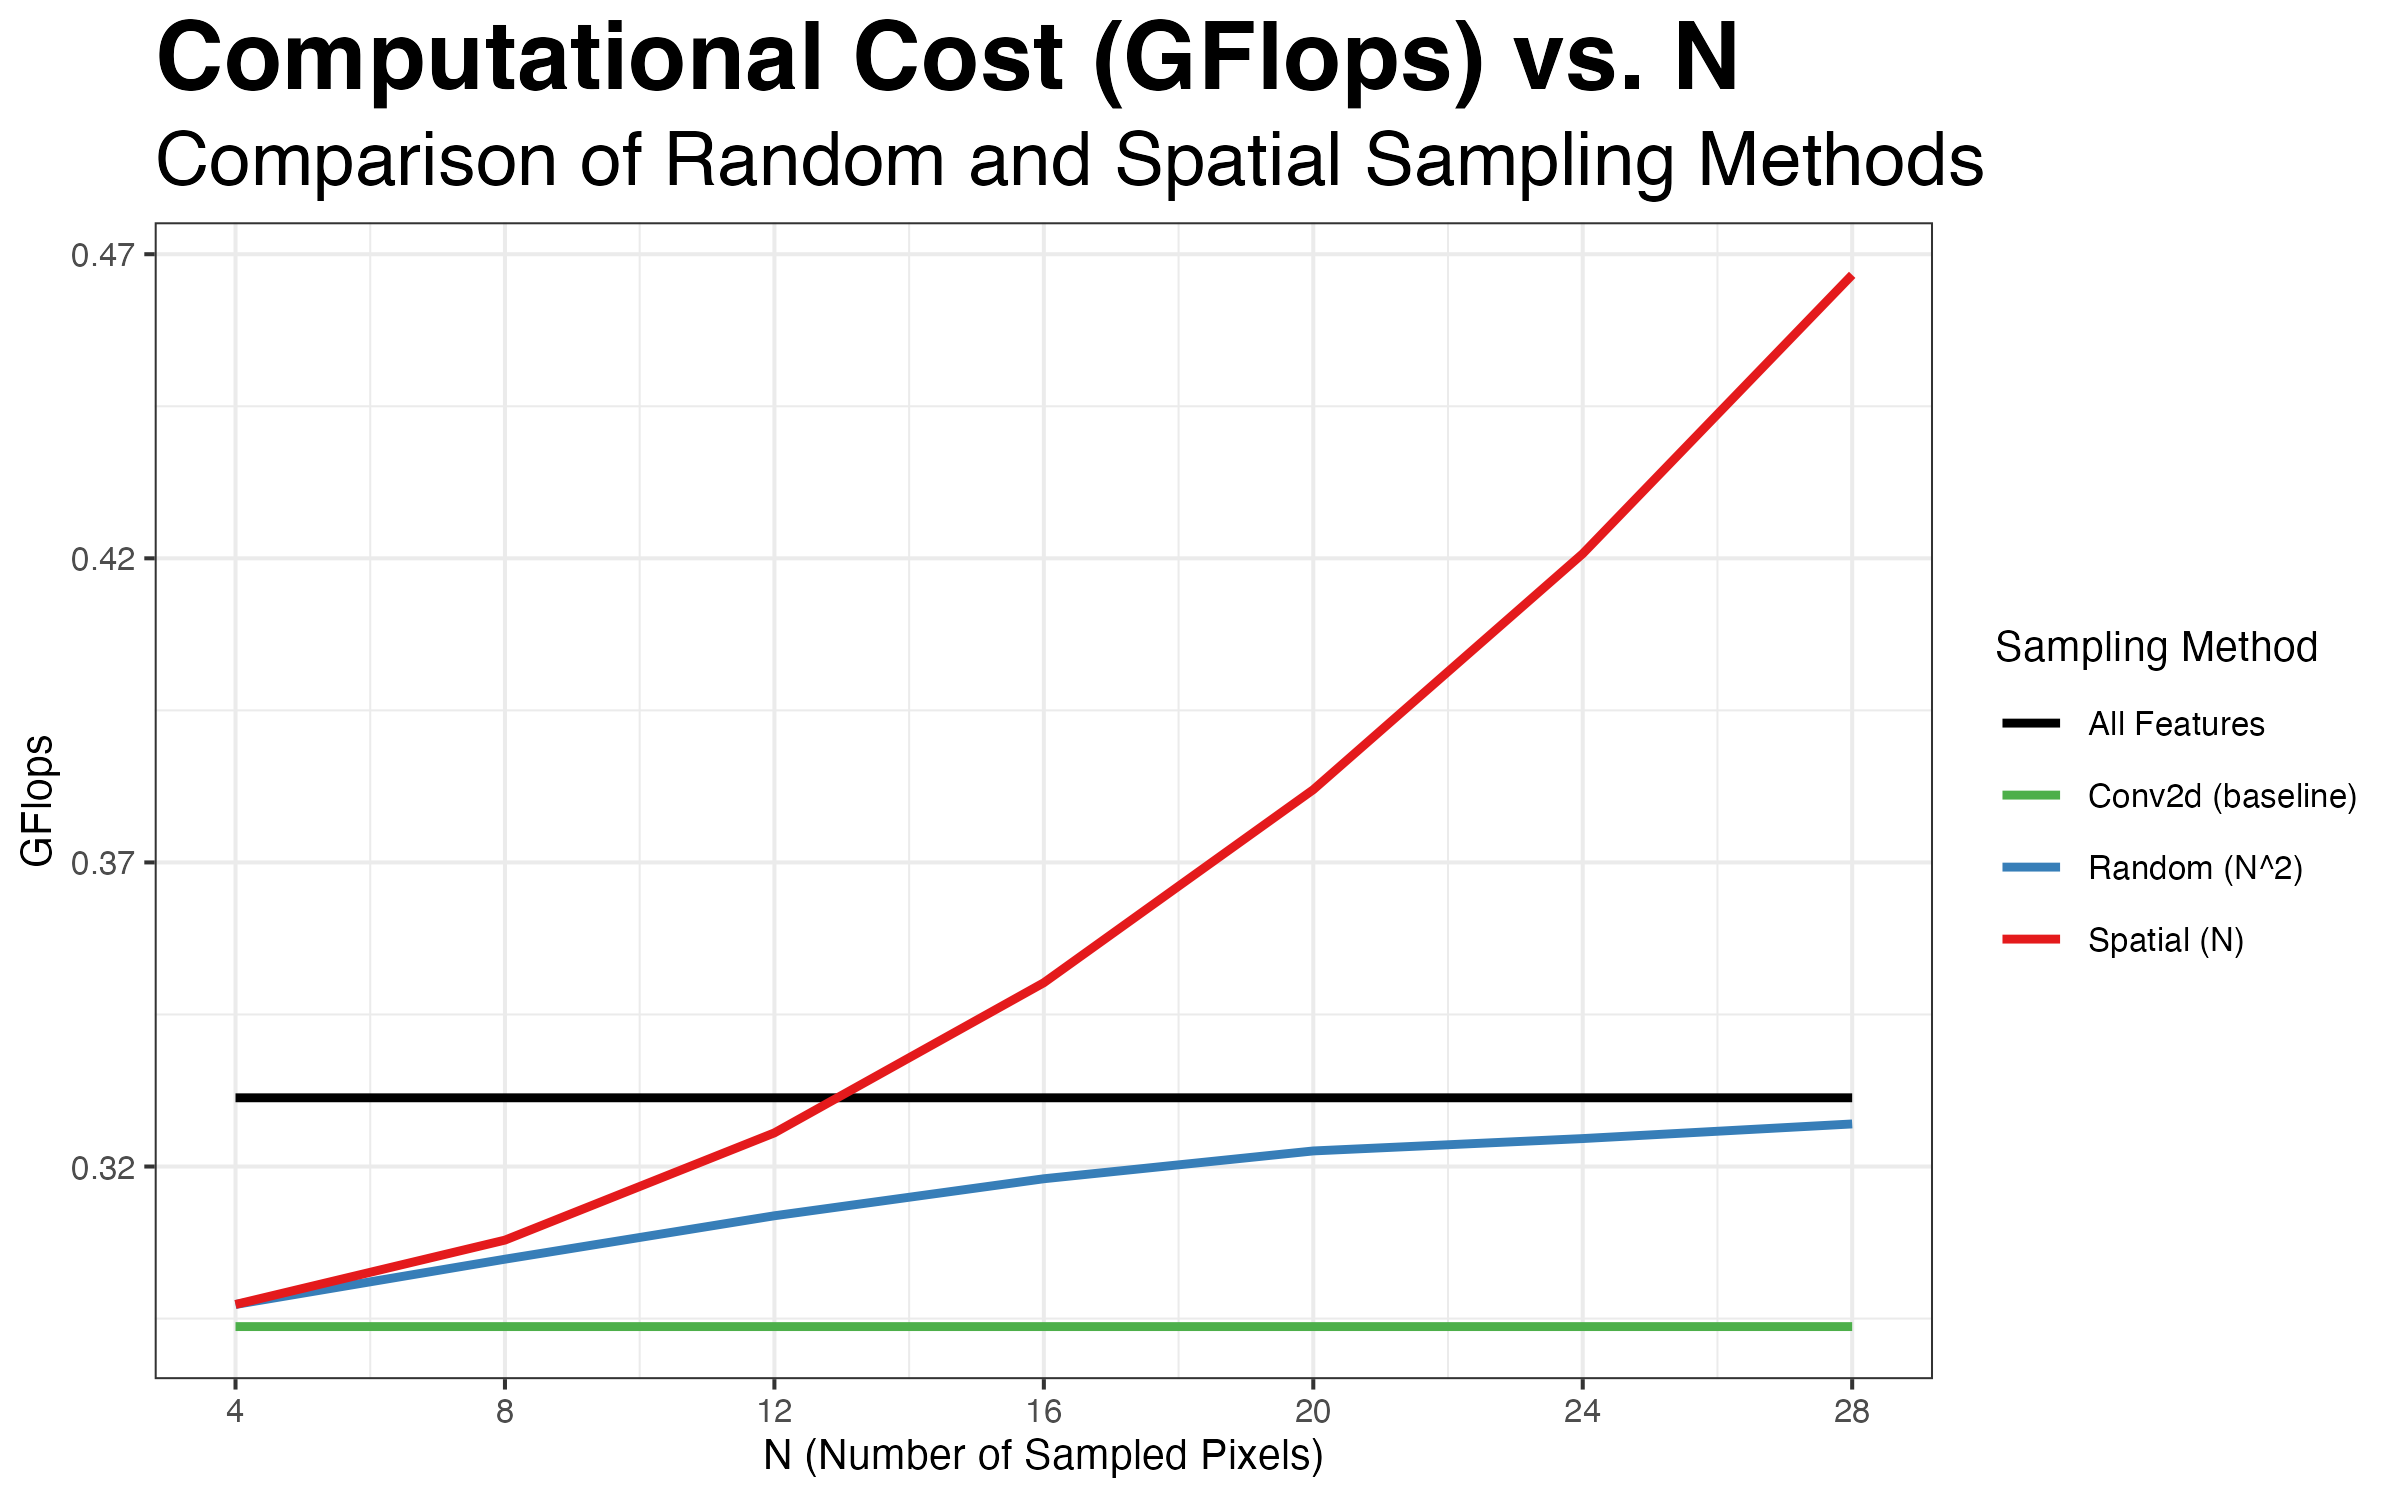 Computational Cost (GFlops) vs. N
Comparison of Random and Spatial Sampling Methods
0.47
0.42
0.37
0.32
GFlops
4 8 12 16 20 24 28
N (Number of Sampled Pixels)
Sampling Method
All Features
Conv2d (baseline)
Random (N^2)
Spatial (N)